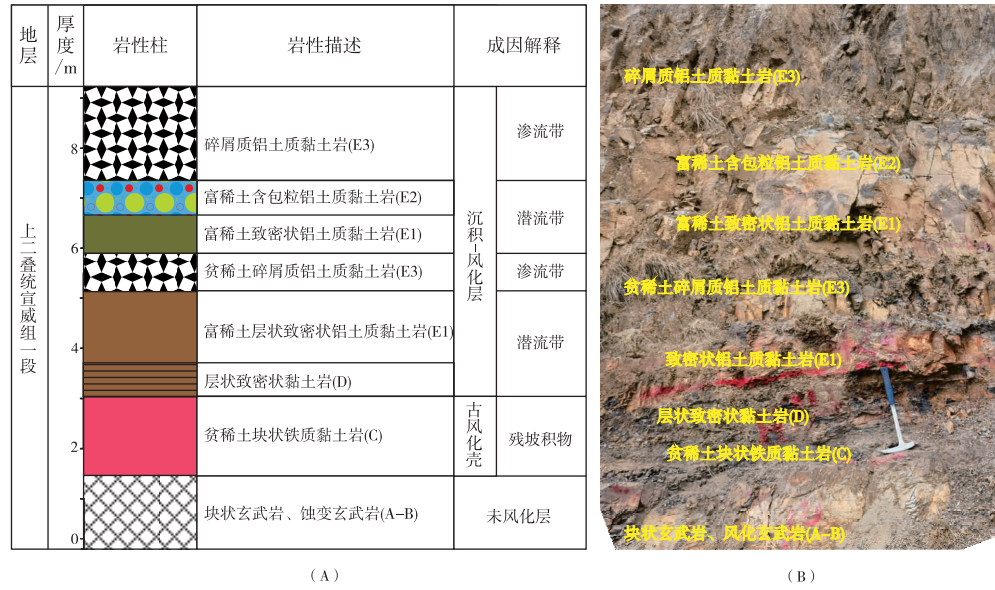 地层
厚度/m
岩性柱
岩性描述
成因解释
8
6
4
2
0
上二叠统宣威组一段
碎屑质铝土质黏土岩(E3)
富稀土含包粒铝土质黏土岩(E2)
富稀土致密状铝土质黏土岩(E1)
贫稀土碎屑质铝土质黏土岩(E3)
富稀土层状致密状铝土质黏土岩(E1)
层状致密状黏土岩(D)
贫稀土块状铁质黏土岩(C)
块状玄武岩、蚀变玄武岩(A-B)
沉积-风化层
古风化壳
渗流带
潜流带
渗流带
潜流带
残坡积物
未风化层
(A)
碎屑质铝土质黏土岩(E3)
富稀土含包粒铝土质黏土岩(E2)
富稀土致密状铝土质黏土岩(E1)
贫稀土碎屑质铝土质黏土岩(E3)
致密状铝土质黏土岩(E1)
层状致密状黏土岩(D)
贫稀土块状铁质黏土岩(C)
块状玄武岩、风化玄武岩(A-B)
(B)